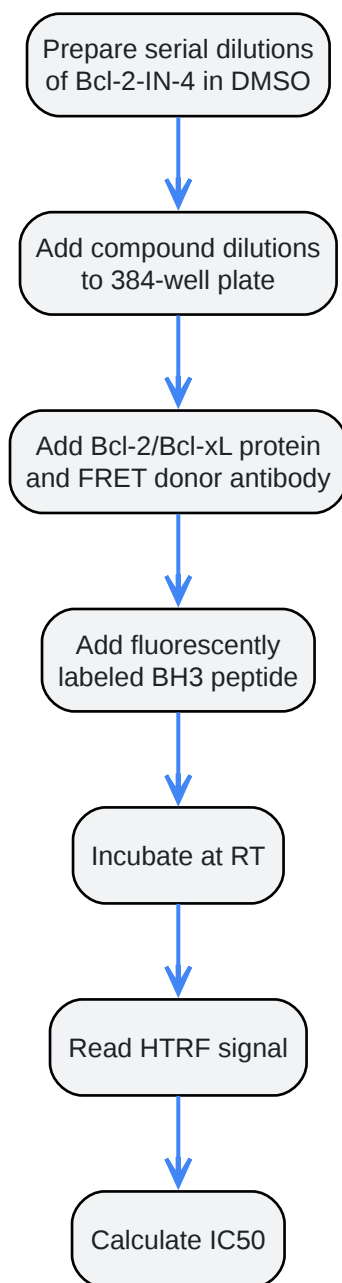 Prepare serial dilutions
of Bcl-2-IN-4 in DMSO
Add compound dilutions
to 384-well plate
Add Bcl-2/Bcl-xL protein
and FRET donor antibody
Add fluorescently
labeled BH3 peptide
Incubate at RT
Read HTRF signal
Calculate IC50